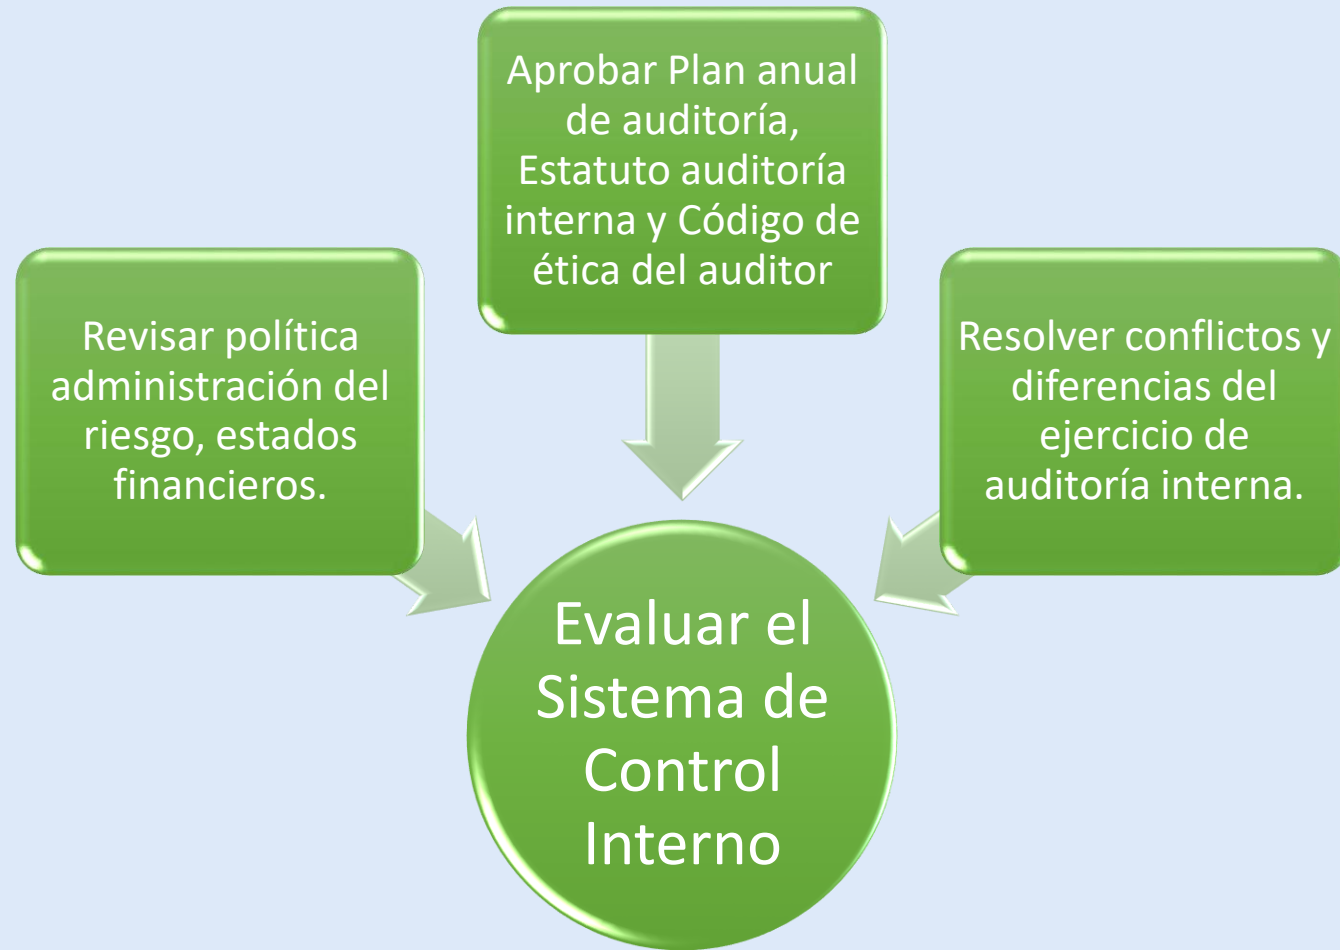 Aprobar Plan anual
de auditoría,
Estatuto auditoría
interna y Código de
ética del auditor
Revisar política
administración del
riesgo, estados
financieros.
Resolver conflictos y
diferencias del
ejercicio de
auditoría interna.
Evaluar el
Sistema de
Control
Interno